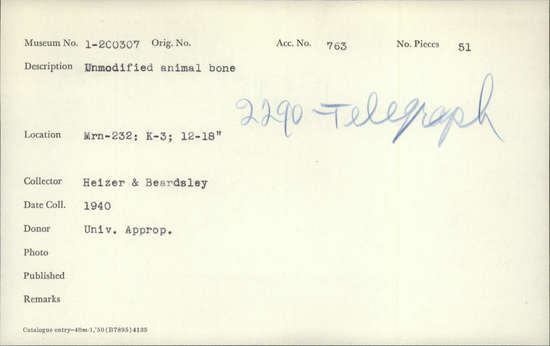 Museum No. 1-200307 Orig. No. Acc. No. 763 No. Pieces 51
Description Unmodified animal bone
2290-Telegraph
Location Mrn-232: K-3; 12-18"
Collector Heizer & Beardsley
Date Coll. 1940
Donor Univ. Approp.
Photo
Published
Remarks
Catalogue entry—40m-1,'50 (B7895) 4135